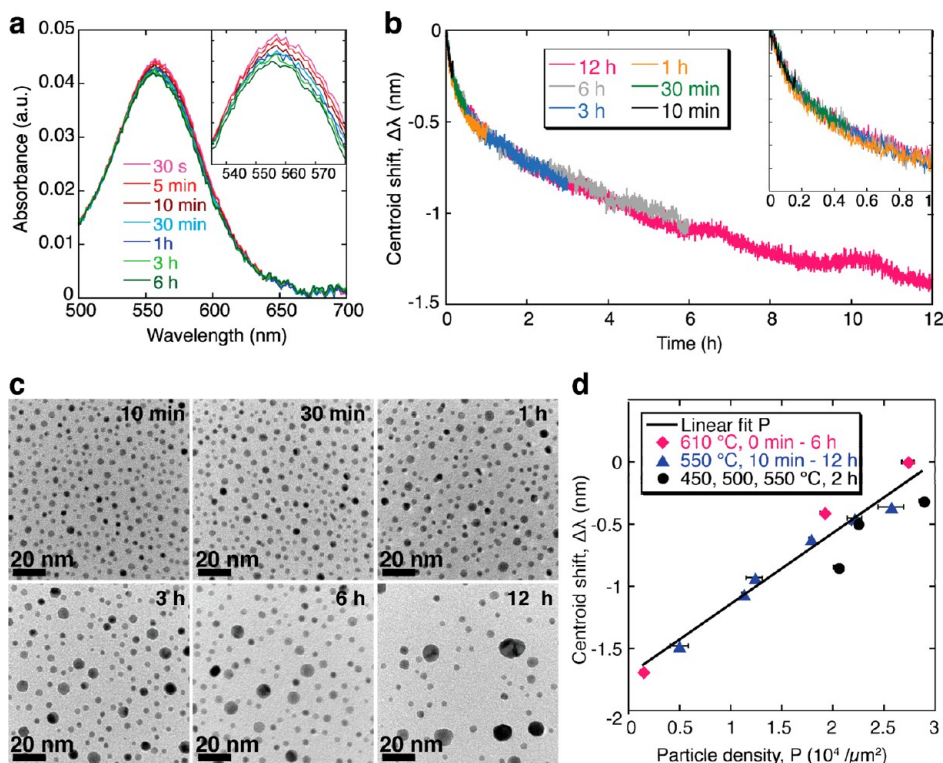 a
Absorbance (a.u.)
0.05
0.04
0.03
0.02
0.01
0
500 550 600 650 700
Wavelength (nm)
30 s
5 min
10 min
30 min
1h
3 h
6 h
540 550 560 570
b
Centroid shift, Δλ (nm)
0
-0.5
-1
-1.5
0 2 4 6 8 10 12
Time (h)
12 h 1 h
6 h 30 min
3 h 10 min
0 0.2 0.4 0.6 0.8 1
c
10 min 30 min 1 h
20 nm 20 nm 20 nm
3 h 6 h 12 h
20 nm 20 nm 20 nm
d
Centroid shift, Δλ (nm)
0
-0.5
-1
-1.5
-2
Linear fit P
610 °C, 0 min - 6 h
550 °C, 10 min - 12 h
450, 500, 550 °C, 2 h
0 0.5 1 1.5 2 2.5 3
Particle density, P (10⁴ /µm²)